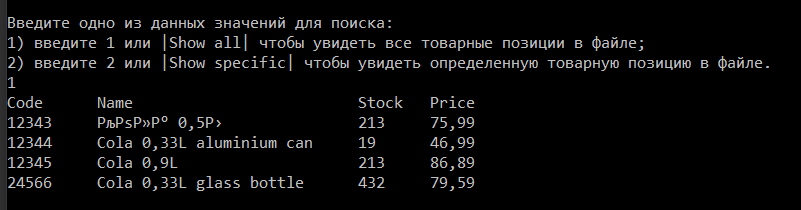 Введите одно из данных значений для поиска:
1) введите 1 или |Show all| чтобы увидеть все товарные позиции в файле;
2) введите 2 или |Show specific| чтобы увидеть определенную товарную позицию в файле.
1
Code Name Stock Price
12343 РљРѕР»Р° 0,5Р› 213 75,99
12344 Cola 0,33L aluminium can 19 46,99
12345 Cola 0,9L 213 86,89
24566 Cola 0,33L glass bottle 432 79,59